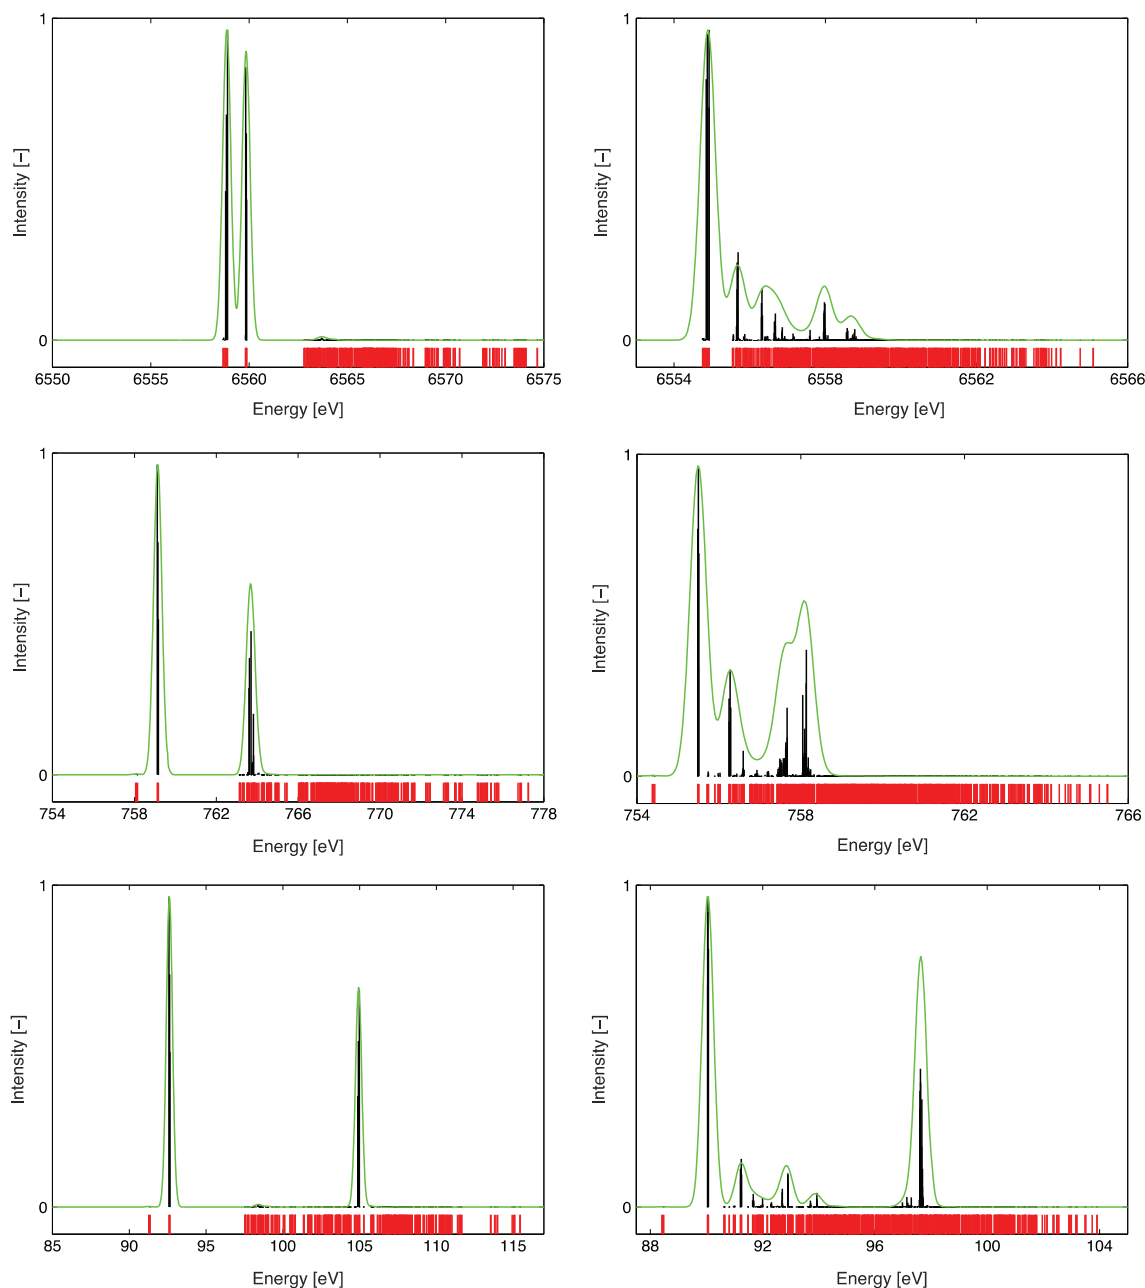 1
Intensity [−]
0
6550 6555 6560 6565 6570 6575
Energy [eV]
1
Intensity [−]
0
6554 6558 6562 6566
Energy [eV]
1
Intensity [−]
0
754 758 762 766 770 774 778
Energy [eV]
1
Intensity [−]
0
754 758 762 766
Energy [eV]
1
Intensity [−]
0
85 90 95 100 105 110 115
Energy [eV]
1
Intensity [−]
0
88 92 96 100 104
Energy [eV]